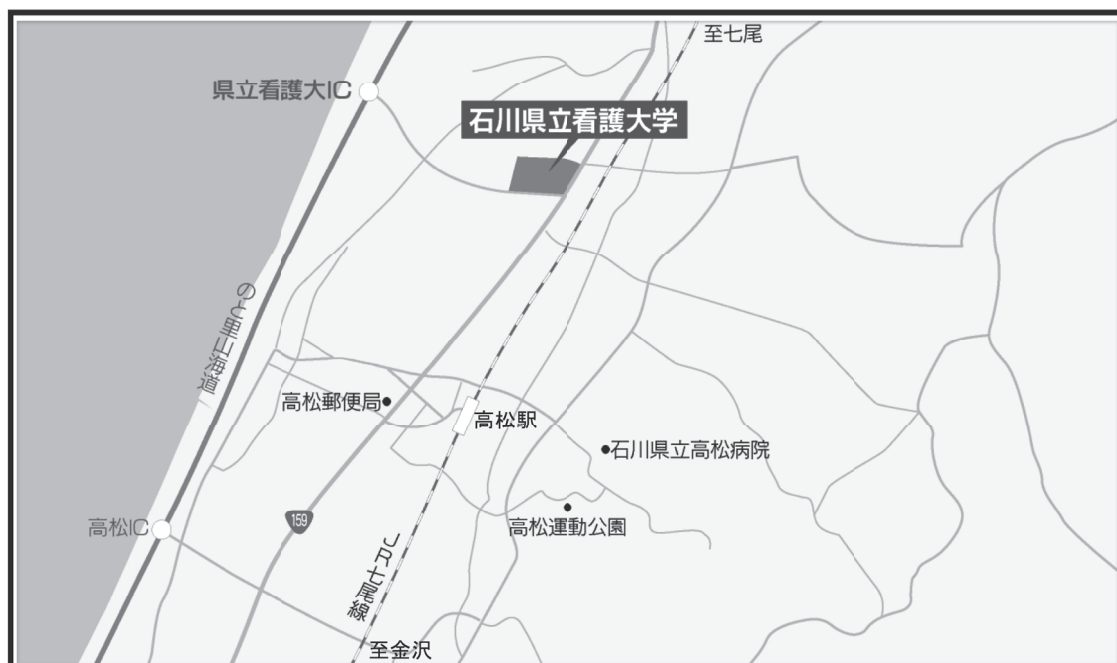 至七尾
県立看護大IC
石川県立看護大学
のと里山海道
高松郵便局
高松駅
石川県立高松病院
159
高松IC
高松運動公園
JR七尾線
至金沢